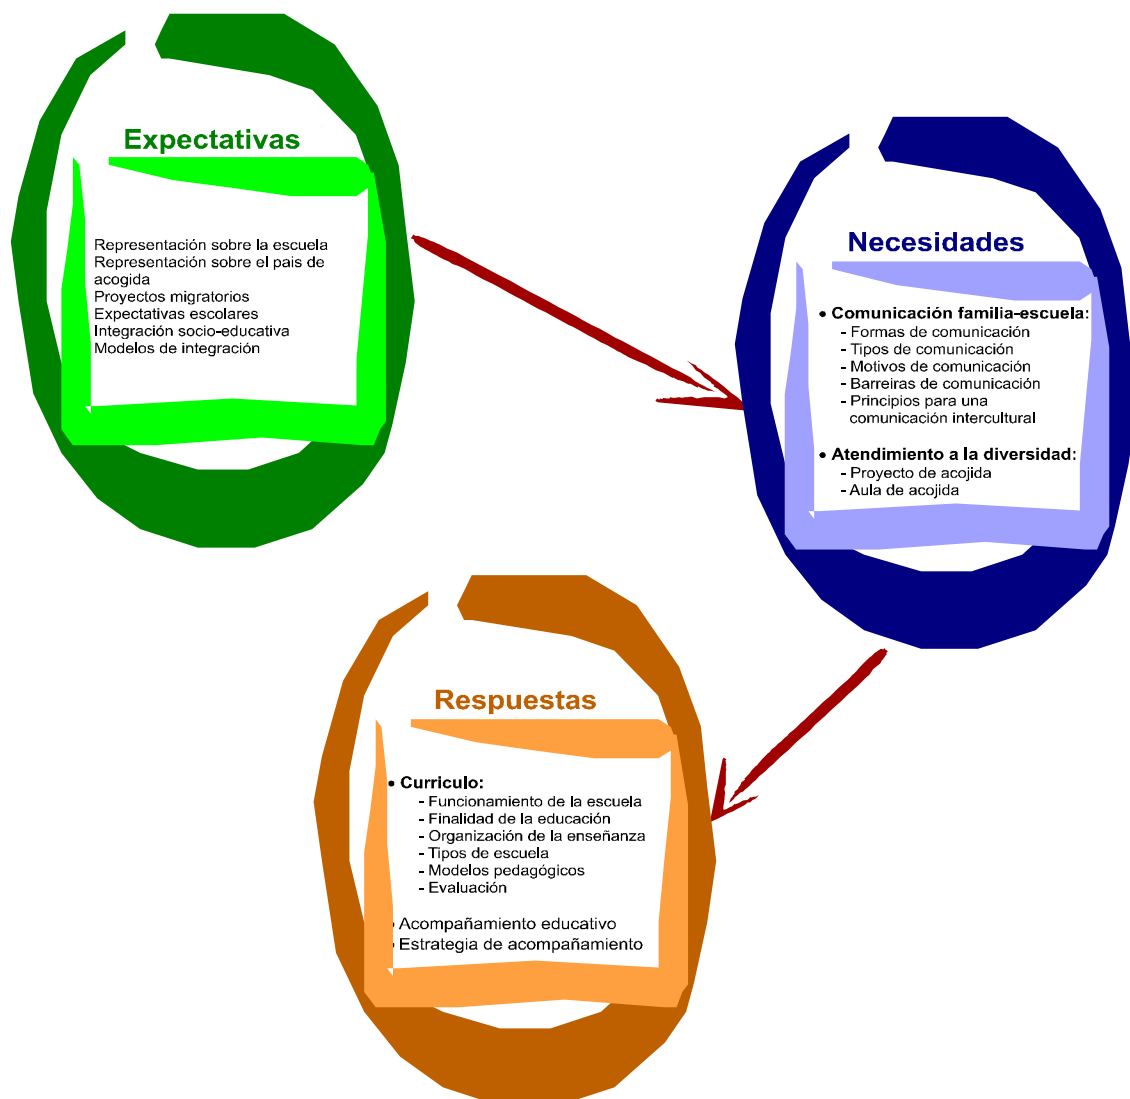 Expectativas
Representación sobre la escuela
Representación sobre el pais de
acogida
Proyectos migratorios
Expectativas escolares
Integración socio-educativa
Modelos de integración
Necesidades
• Comunicación familia-escuela:
- Formas de comunicación
- Tipos de comunicación
- Motivos de comunicación
- Barreiras de comunicación
- Principios para una
comunicación intercultural
• Atendimiento a la diversidad:
- Proyecto de acojida
- Aula de acojida
Respuestas
• Curriculo:
- Funcionamiento de la escuela
- Finalidad de la educación
- Organización de la enseñanza
- Tipos de escuela
- Modelos pedagógicos
- Evaluación
• Acompañamiento educativo
• Estrategia de acompañamiento